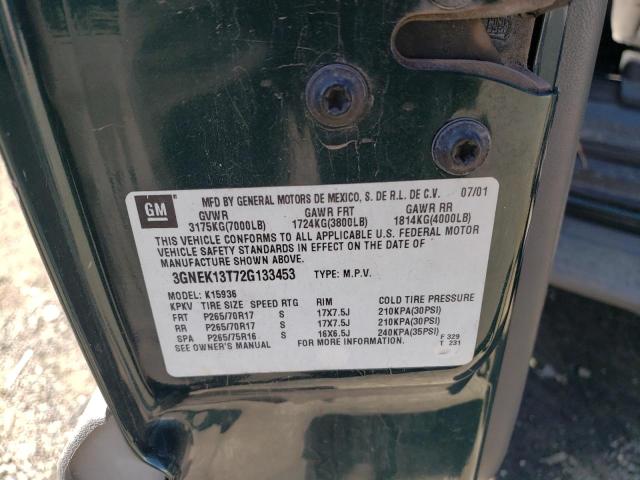 GM
MFD BY GENERAL MOTORS DE MEXICO, S. DE R.L. DE C.V. 07/01
GVWR GAWR FRT GAWR RR
3175KG(7000LB) 1724KG(3800LB) 1814KG(4000LB)
THIS VEHICLE CONFORMS TO ALL APPLICABLE U.S. FEDERAL MOTOR
VEHICLE SAFETY STANDARDS IN EFFECT ON THE DATE OF
MANUFACTURE SHOWN ABOVE.
3GNEK13T72G133453 TYPE: M.P.V.
MODEL: K15936
KPKV TIRE SIZE SPEED RTG RIM COLD TIRE PRESSURE
FRT P265/70R17 S 17X7.5J 210KPA(30PSI)
RR P265/70R17 S 17X7.5J 210KPA(30PSI)
SPA P265/75R16 S 16X6.5J 240KPA(35PSI)
SEE OWNER'S MANUAL FOR MORE INFORMATION.
F 329
T 231